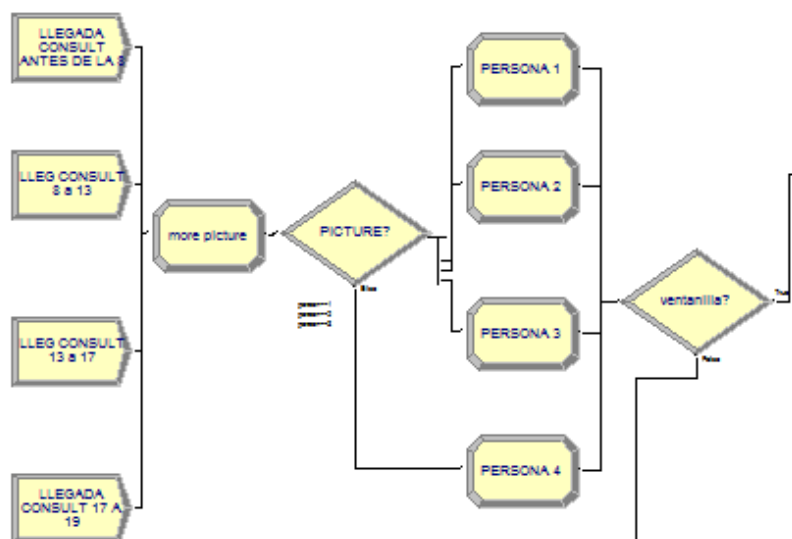 LLEGADA
CONSULT
ANTES DE LA 8
LLEG CONSULT
8 a 13
LLEG CONSULT
13 a 17
LLEGADA
CONSULT 17 A
19
more picture
PICTURE?
Else
PERSONA 1
PERSONA 2
PERSONA 3
PERSONA 4
ventanilla?
True
False